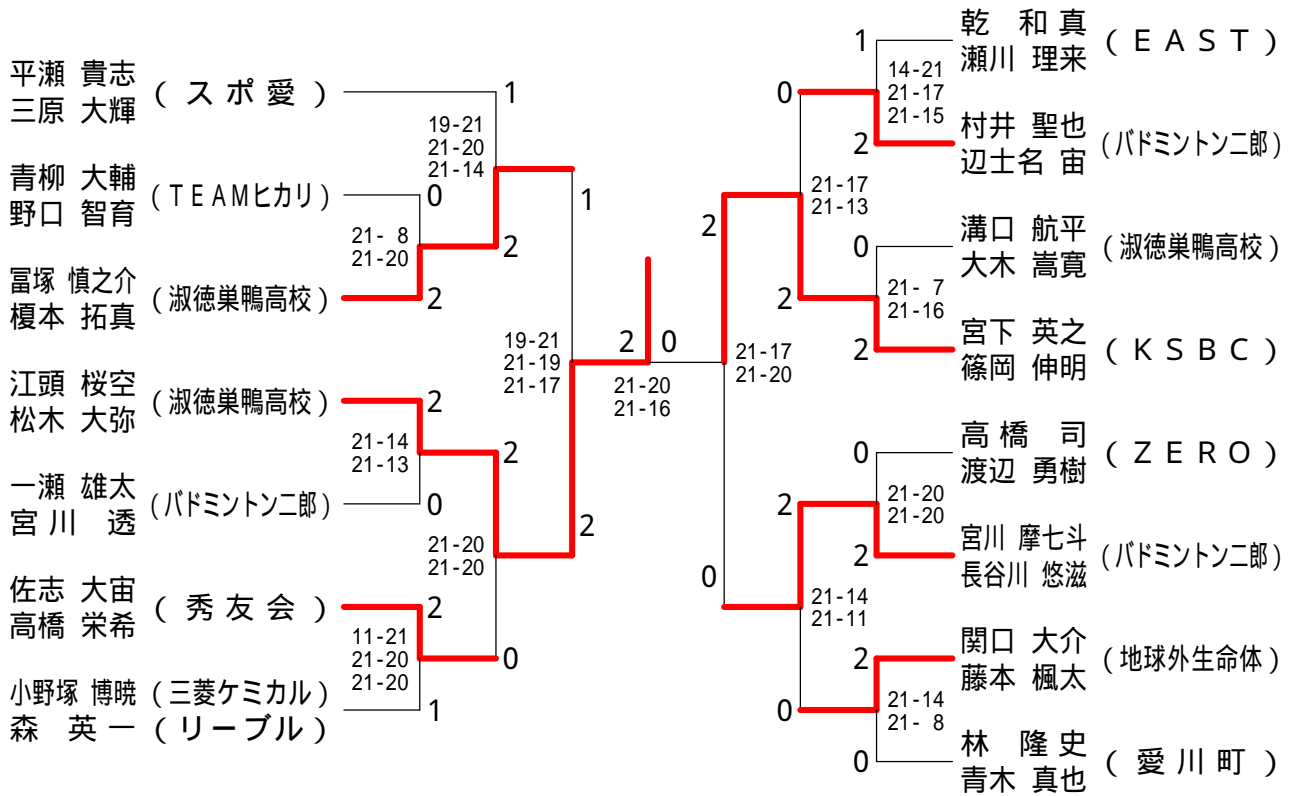 平瀬 貴志
三原 大輝
(スポ愛)
1
19-21
21-20
21-14
青柳 大輔
野口 智育
(TEAMヒカリ)
0
1
21- 8
21-20
2
冨塚 慎之介
榎本 拓真
(淑徳巣鴨高校)
2
19-21
21-19
21-17
江頭 桜空
松木 大弥
(淑徳巣鴨高校)
2
21-14
21-13
2
一瀬 雄太
宮川 透
(バドミントン二郎)
0
2
21-20
21-20
佐志 大宙
高橋 栄希
(秀友会)
2
11-21
21-20
21-20
0
小野塚 博暁
森 英一
(三菱ケミカル)
(リーブル)
1
2
0
21-20
21-16
乾 和真
瀬川 理来
(EAST)
1
14-21
21-17
21-15
0
村井 聖也
辺士名 宙
(バドミントン二郎)
2
21-17
21-13
2
溝口 航平
大木 嵩寛
(淑徳巣鴨高校)
0
21- 7
21-16
2
宮下 英之
篠岡 伸明
(KSBC)
2
21-17
21-20
高橋 司
渡辺 勇樹
(ZERO)
0
21-20
21-20
2
宮川 摩七斗
長谷川 悠滋
(バドミントン二郎)
2
0
21-14
21-11
関口 大介
藤本 楓太
(地球外生命体)
2
21-14
21- 8
0
林 隆史
青木 真也
(愛川町)
0